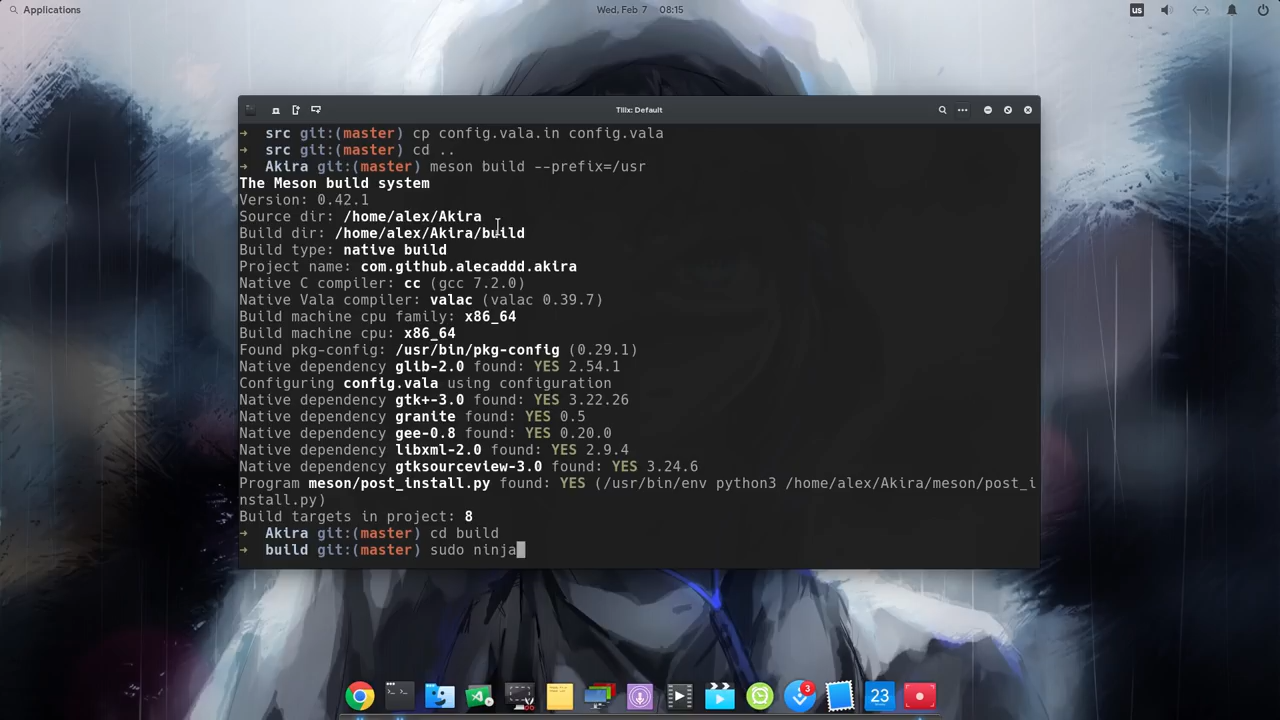 Applications
Wed, Feb 7 08:15
us
Tilix: Default
➜ src git:(master) cp config.vala.in config.vala
➜ src git:(master) cd ..
➜ Akira git:(master) meson build --prefix=/usr
The Meson build system
Version: 0.42.1
Source dir: /home/alex/Akira
Build dir: /home/alex/Akira/build
Build type: native build
Project name: com.github.alecaddd.akira
Native C compiler: cc (gcc 7.2.0)
Native Vala compiler: valac (valac 0.39.7)
Build machine cpu family: x86_64
Build machine cpu: x86_64
Found pkg-config: /usr/bin/pkg-config (0.29.1)
Native dependency glib-2.0 found: YES 2.54.1
Configuring config.vala using configuration
Native dependency gtk+-3.0 found: YES 3.22.26
Native dependency granite found: YES 0.5
Native dependency gee-0.8 found: YES 0.20.0
Native dependency libxml-2.0 found: YES 2.9.4
Native dependency gtksourceview-3.0 found: YES 3.24.6
Program meson/post_install.py found: YES (/usr/bin/env python3 /home/alex/Akira/meson/post_i
nstall.py)
Build targets in project: 8
➜ Akira git:(master) cd build
➜ build git:(master) sudo ninja
3
23